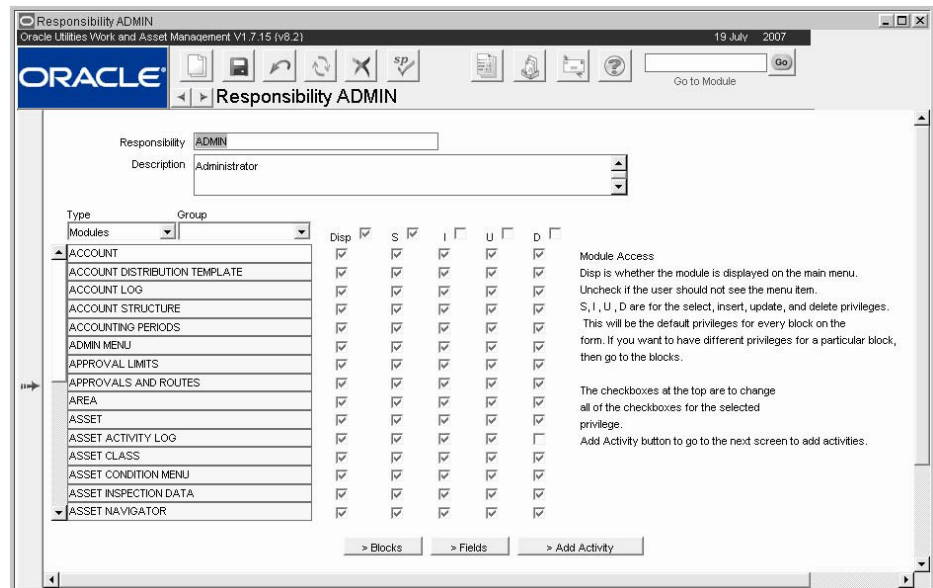 Responsibility ADMIN
Oracle Utilities Work and Asset Management V1.7.15 (v8.2)
19 July 2007
ORACLE
sp
Go
Go to Module
Responsibility ADMIN
Responsibility ADMIN
Description Administrator
Type Group
Modules
Disp S I U D
ACCOUNT
ACCOUNT DISTRIBUTION TEMPLATE
ACCOUNT LOG
ACCOUNT STRUCTURE
ACCOUNTING PERIODS
ADMIN MENU
APPROVAL LIMITS
APPROVALS AND ROUTES
AREA
ASSET
ASSET ACTIVITY LOG
ASSET CLASS
ASSET CONDITION MENU
ASSET INSPECTION DATA
ASSET NAVIGATOR
Module Access
Disp is whether the module is displayed on the main menu.
Uncheck if the user should not see the menu item.
S, I , U , D are for the select, insert, update, and delete privileges.
This will be the default privileges for every block on the
form. If you want to have different privileges for a particular block,
then go to the blocks.
The checkboxes at the top are to change
all of the checkboxes for the selected
privilege.
Add Activity button to go to the next screen to add activities.
> Blocks
> Fields
> Add Activity